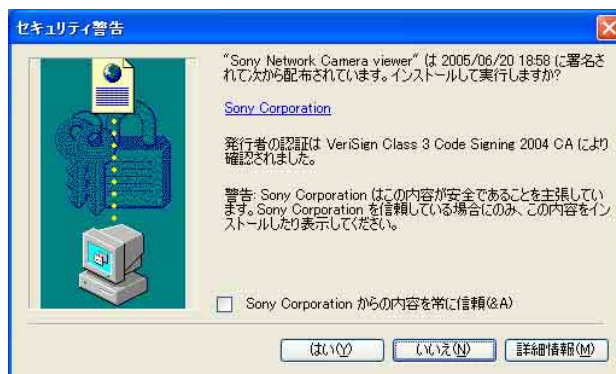 セキュリティ警告
"Sony Network Camera viewer" は 2005/06/20 18:58 に署名さ
れて次から配布されています。インストールして実行しますか?
Sony Corporation
発行者の認証は VeriSign Class 3 Code Signing 2004 CA により
確認されました。
警告: Sony Corporation はこの内容が安全であることを主張してい
ます。Sony Corporation を信頼している場合にのみ、この内容をイン
ストールしたり表示してください。
Sony Corporation からの内容を常に信頼(&A)
はい(Y)
いいえ(N)
詳細情報(M)